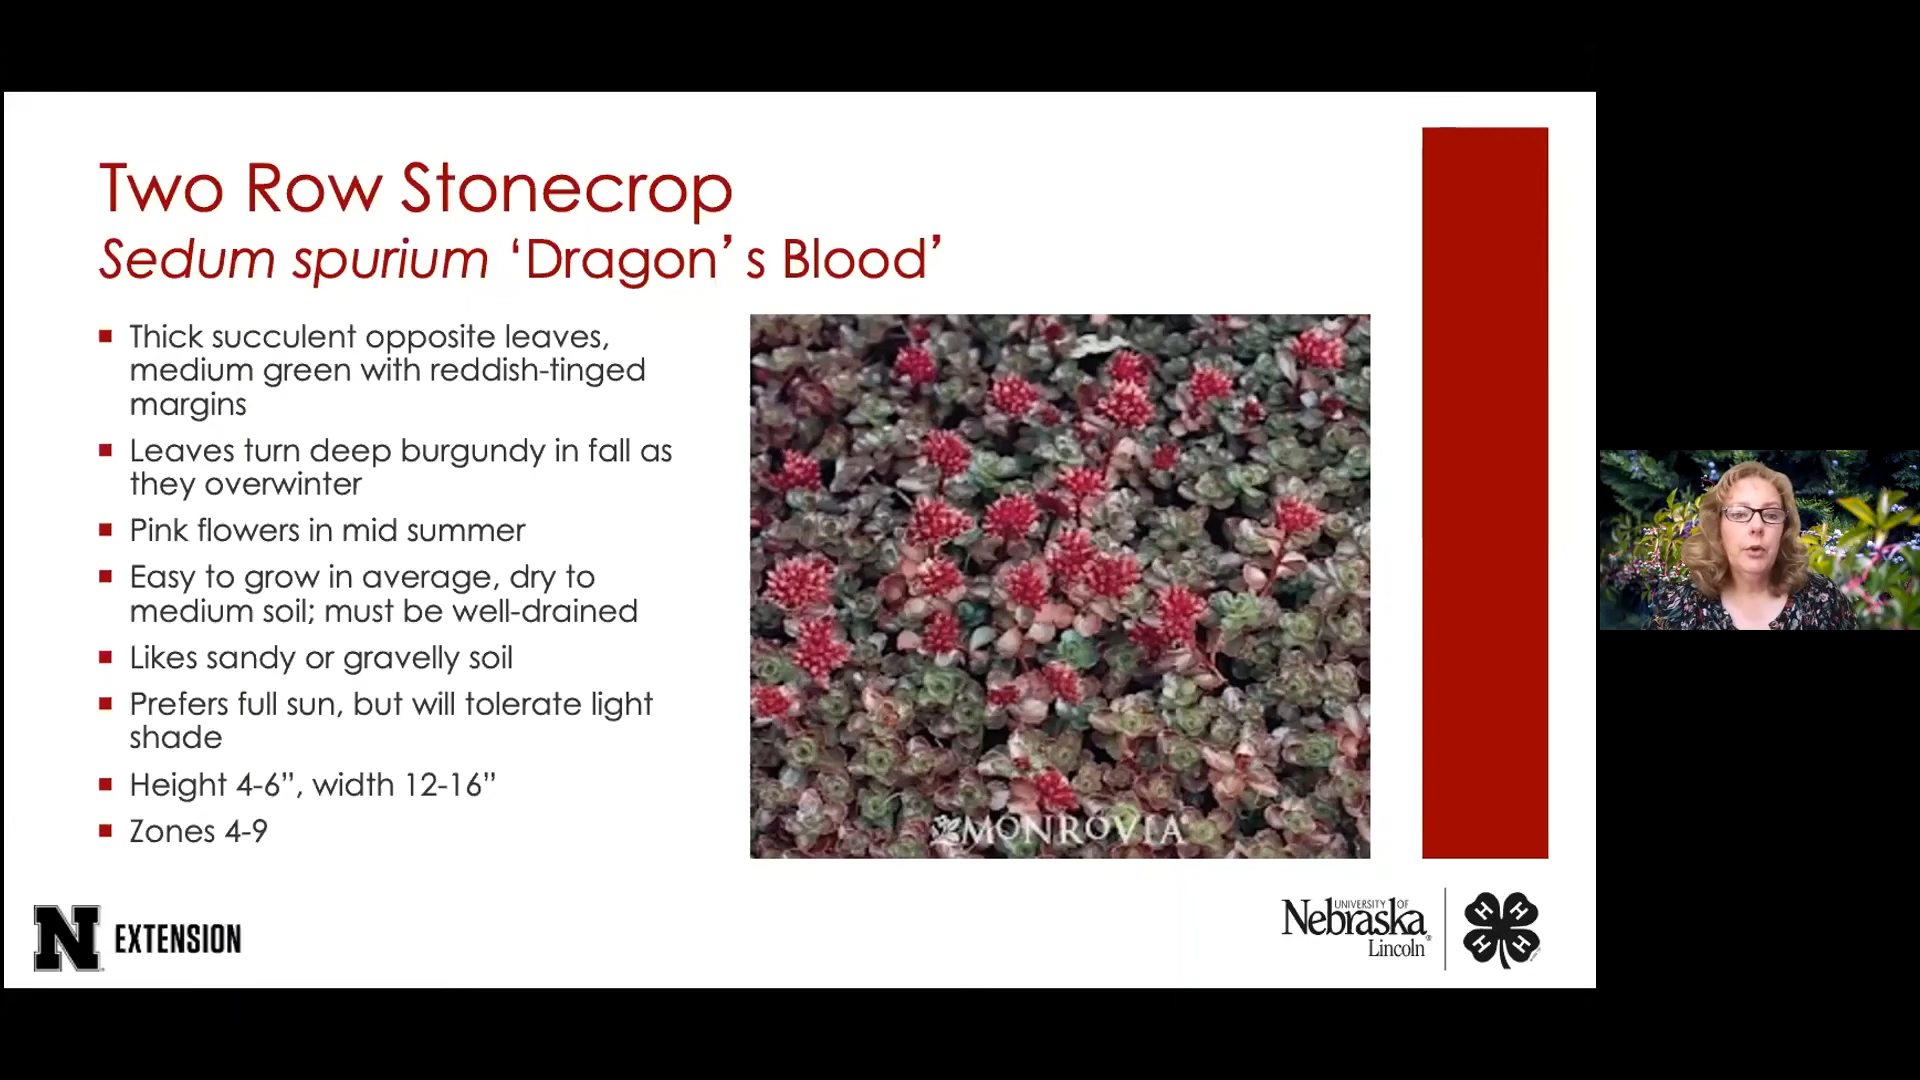 Two Row Stonecrop
Sedum spurium ‘Dragon’s Blood’
Thick succulent opposite leaves,
medium green with reddish-tinged
margins
Leaves turn deep burgundy in fall as
they overwinter
Pink flowers in mid summer
Easy to grow in average, dry to
medium soil; must be well-drained
Likes sandy or gravelly soil
Prefers full sun, but will tolerate light
shade
Height 4-6”, width 12-16”
Zones 4-9
MONROVIA
N EXTENSION
UNIVERSITY OF
Nebraska
Lincoln
H H
H H